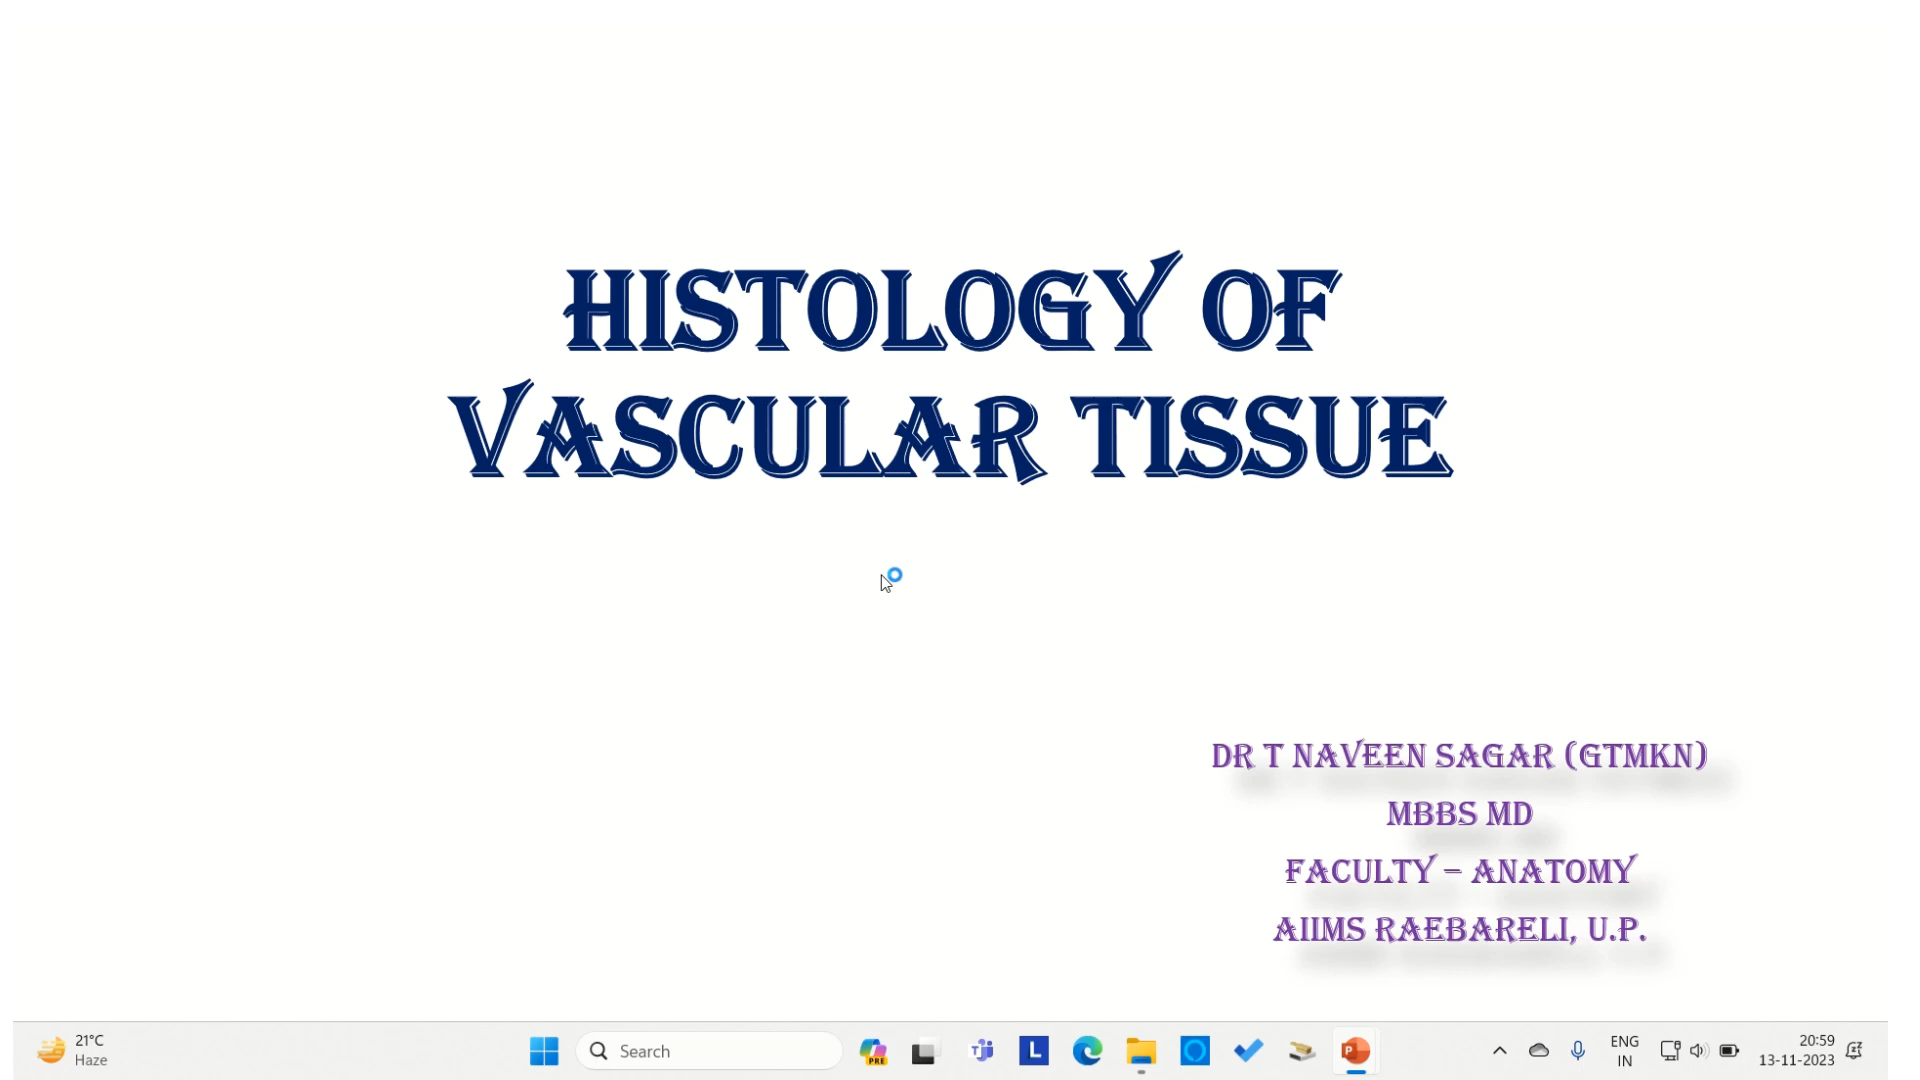 HISTOLOGY OF
VASCULAR TISSUE
DR T NAVEEN SAGAR (GTMKN)
MBBS MD
FACULTY – ANATOMY
AIIMS RAEBARELI, U.P.
21°C
Haze
Search
PRE
L
P
ENG
IN
20:59
13-11-2023